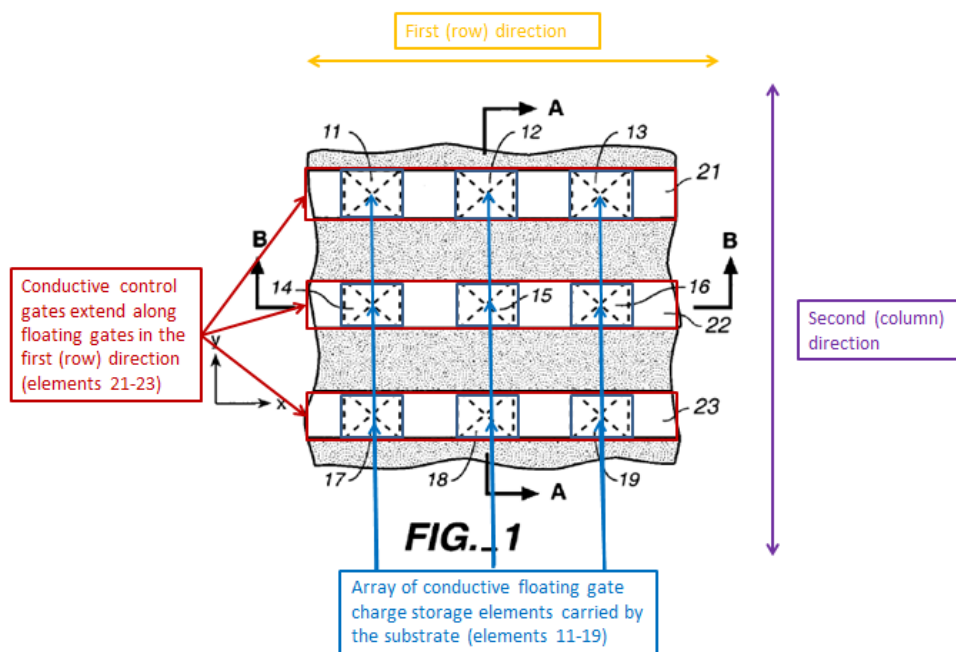 First (row) direction
A
11
12
13
21
B
B
14
15
16
22
Conductive control
gates extend along
floating gates in the
first (row) direction
(elements 21-23)
Second (column)
direction
y
x
23
17
18
19
A
FIG._1
Array of conductive floating gate
charge storage elements carried by
the substrate (elements 11-19)